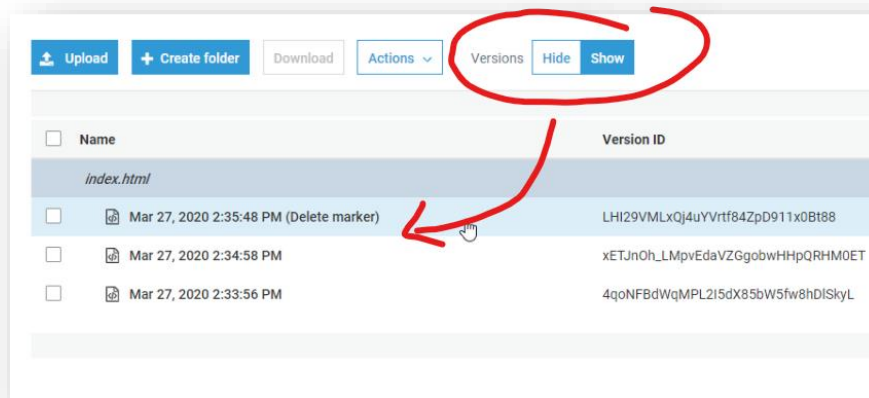 Upload + Create folder Download Actions Versions Hide Show
Name Version ID
index.html
Mar 27, 2020 2:35:48 PM (Delete marker) LHI29VMLxQj4uYVrtf84ZpD911x0Bt88
Mar 27, 2020 2:34:58 PM xETJnOh_LMpvEdaVZGgobwHHpQRHM0ET
Mar 27, 2020 2:33:56 PM 4qoNFBdWqMPL2I5dX85bW5fw8hDlSkyL